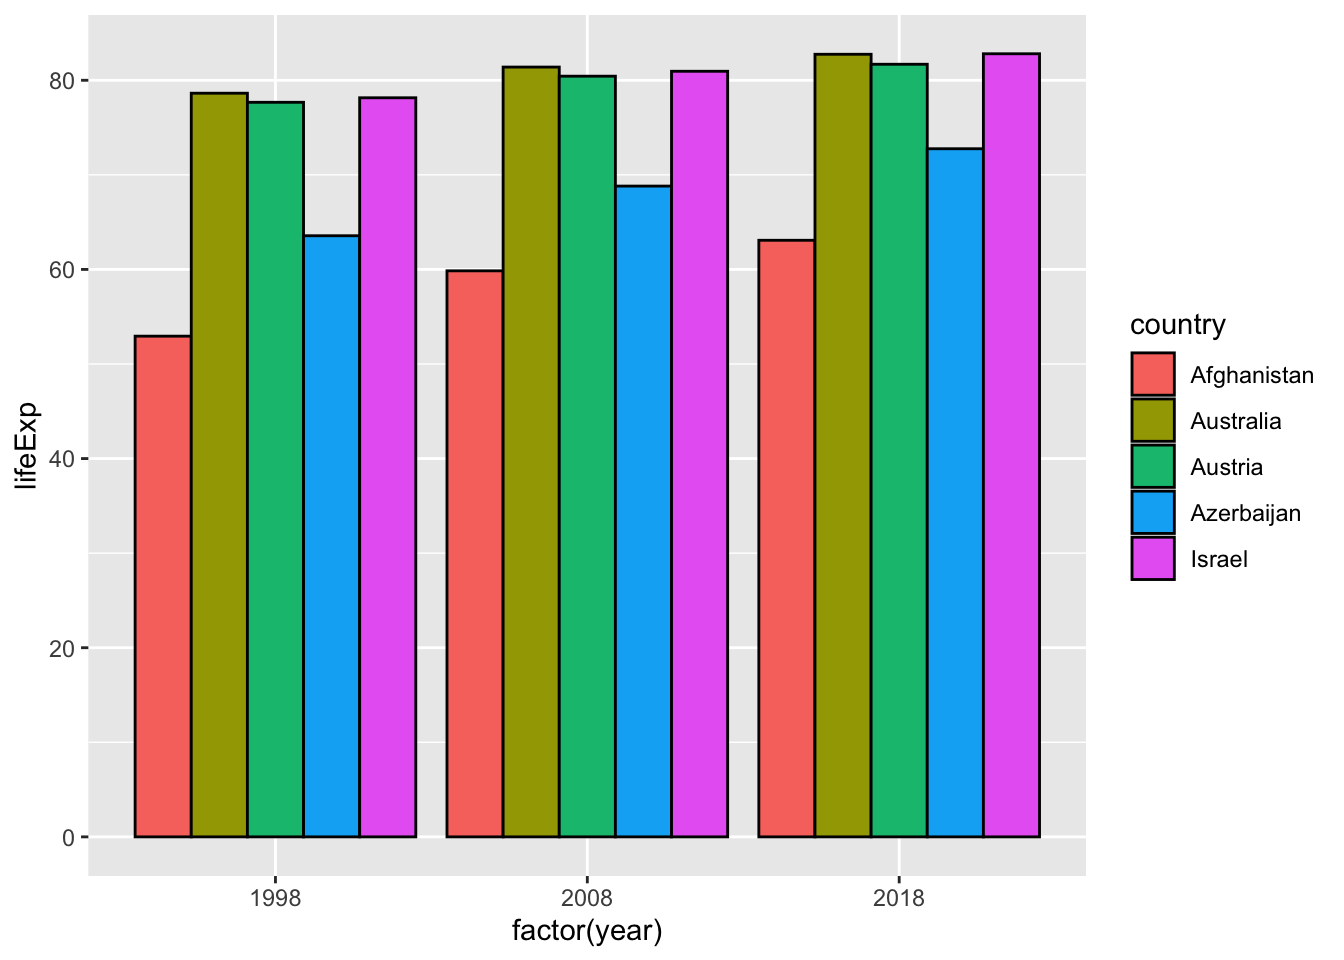 80
60
40
20
0
lifeExp
1998
2008
2018
factor(year)
country
Afghanistan
Australia
Austria
Azerbaijan
Israel